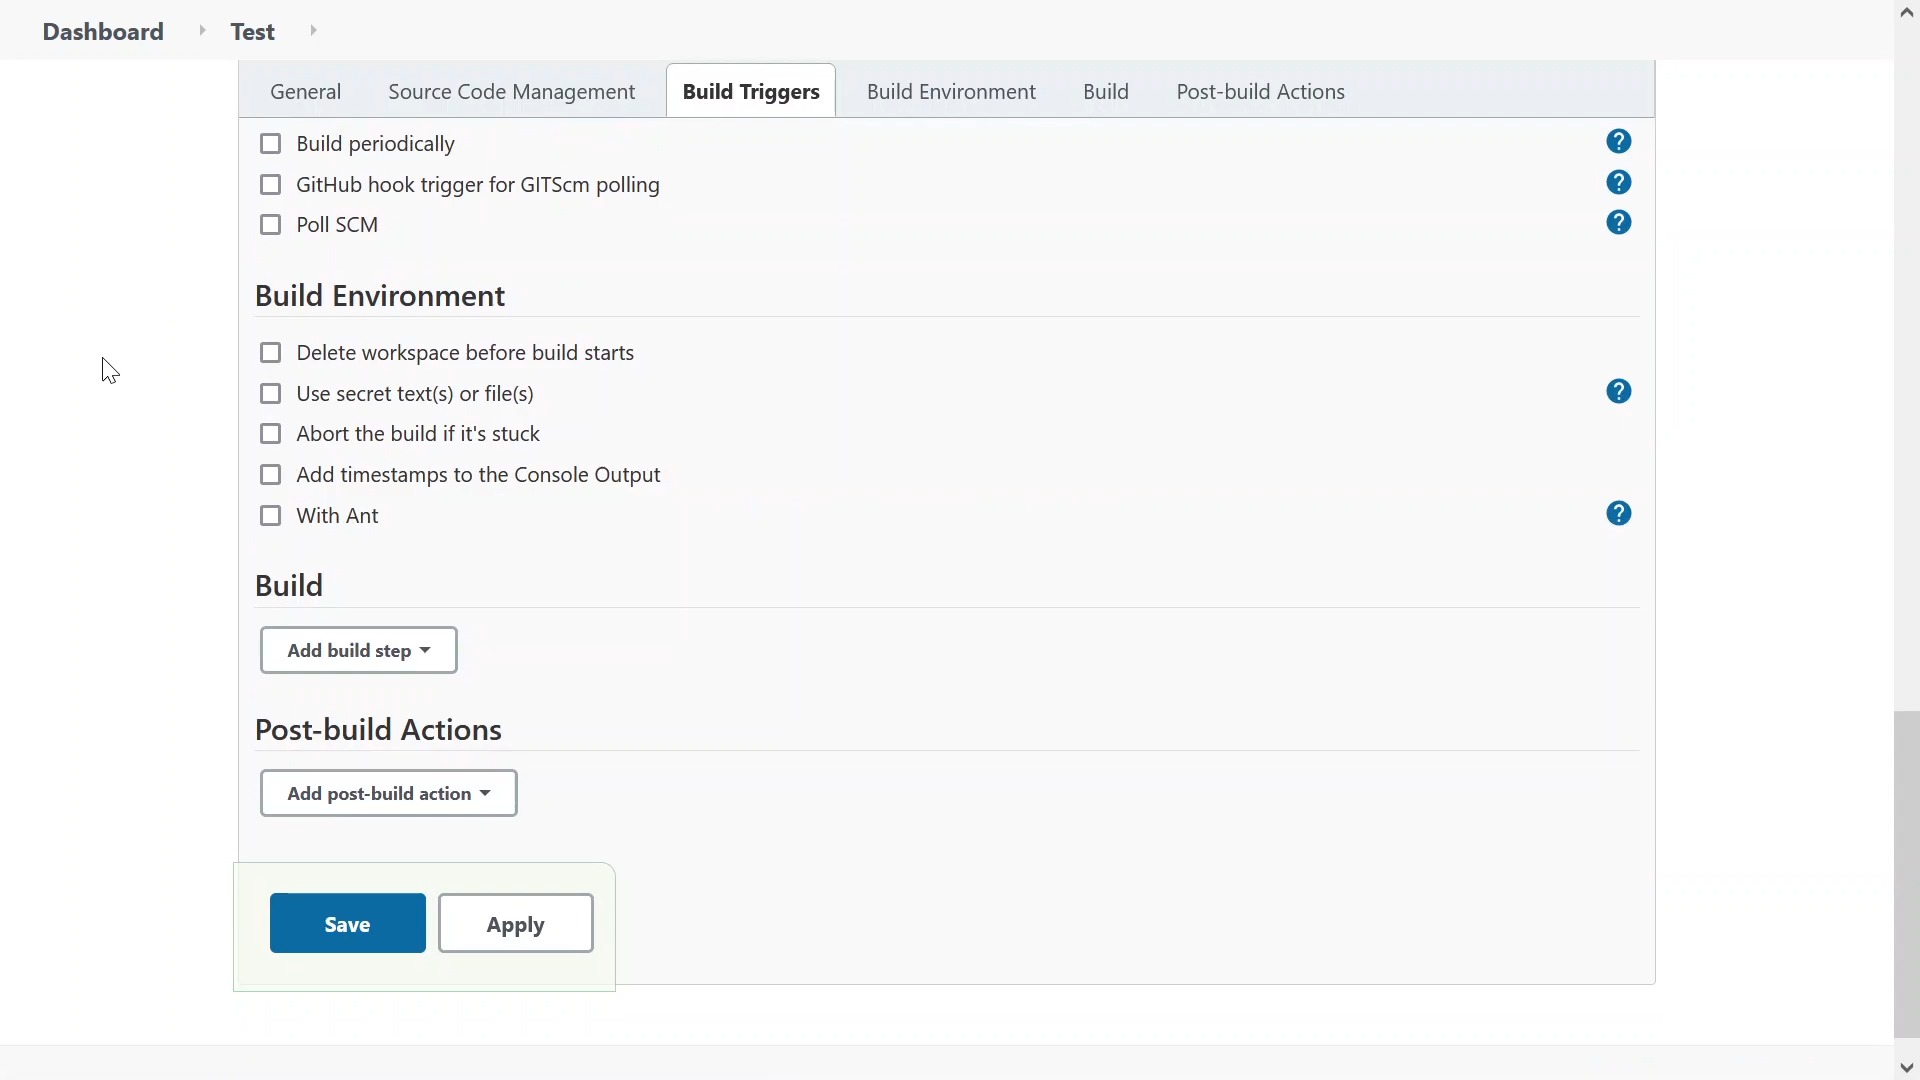 Dashboard Test
General Source Code Management Build Triggers Build Environment Build Post-build Actions
Build periodically ?
GitHub hook trigger for GITScm polling ?
Poll SCM ?
Build Environment
Delete workspace before build starts
Use secret text(s) or file(s) ?
Abort the build if it's stuck
Add timestamps to the Console Output
With Ant ?
Build
Add build step
Post-build Actions
Add post-build action
Save Apply